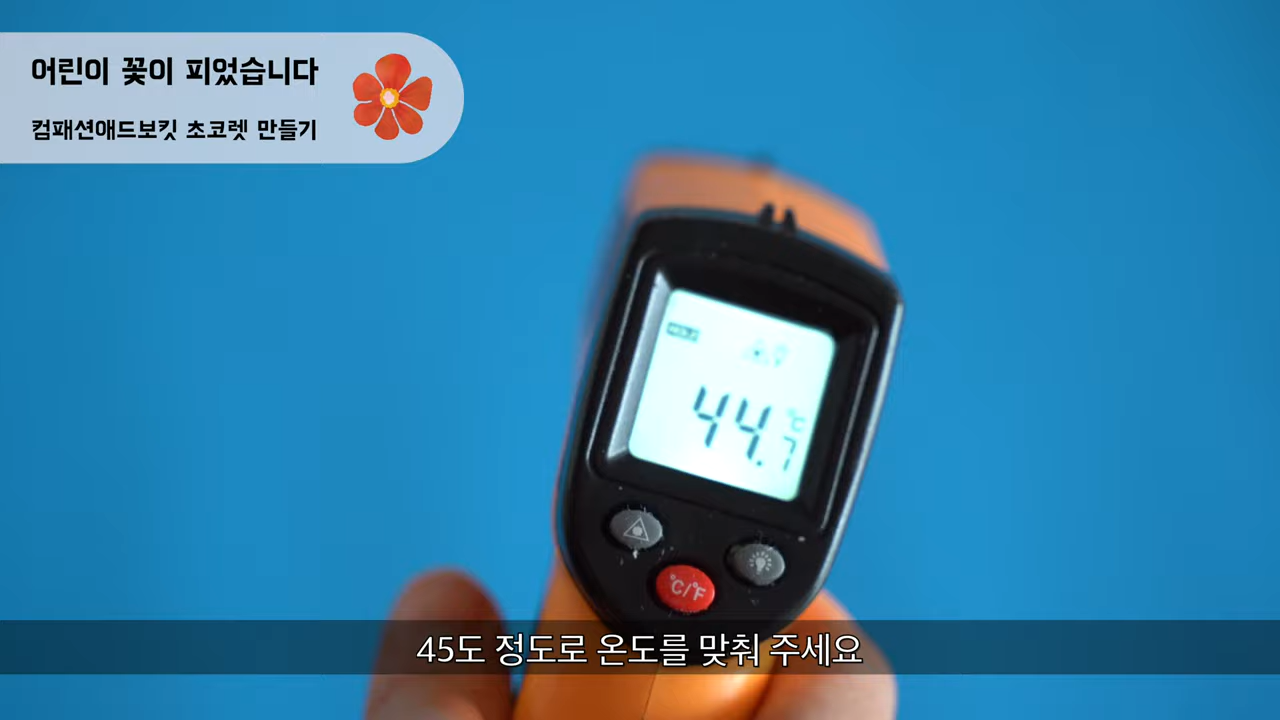 어린이 꽃이 피었습니다
컴패션애드보킷 초코렛 만들기
HOLD
44.7 °C
°C/°F
45도 정도로 온도를 맞춰 주세요